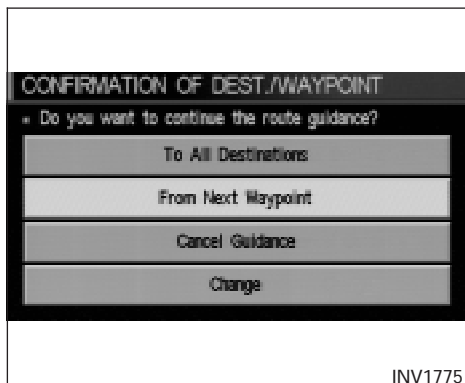 CONFIRMATION OF DEST./WAYPOINT
• Do you want to continue the route guidance?
To All Destinations
From Next Waypoint
Cancel Guidance
Change
INV1775